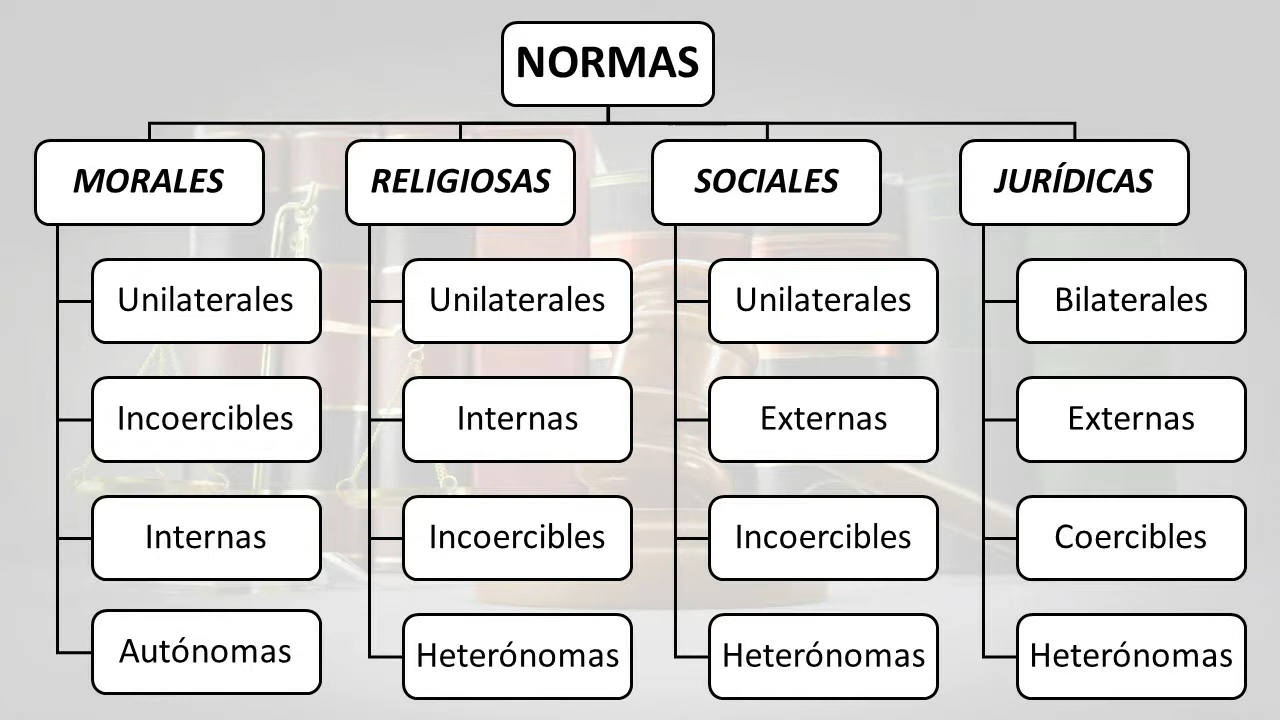 NORMAS
MORALES
Unilaterales
Incoercibles
Internas
Autónomas
RELIGIOSAS
Unilaterales
Internas
Incoercibles
Heterónomas
SOCIALES
Unilaterales
Externas
Incoercibles
Heterónomas
JURÍDICAS
Bilaterales
Externas
Coercibles
Heterónomas